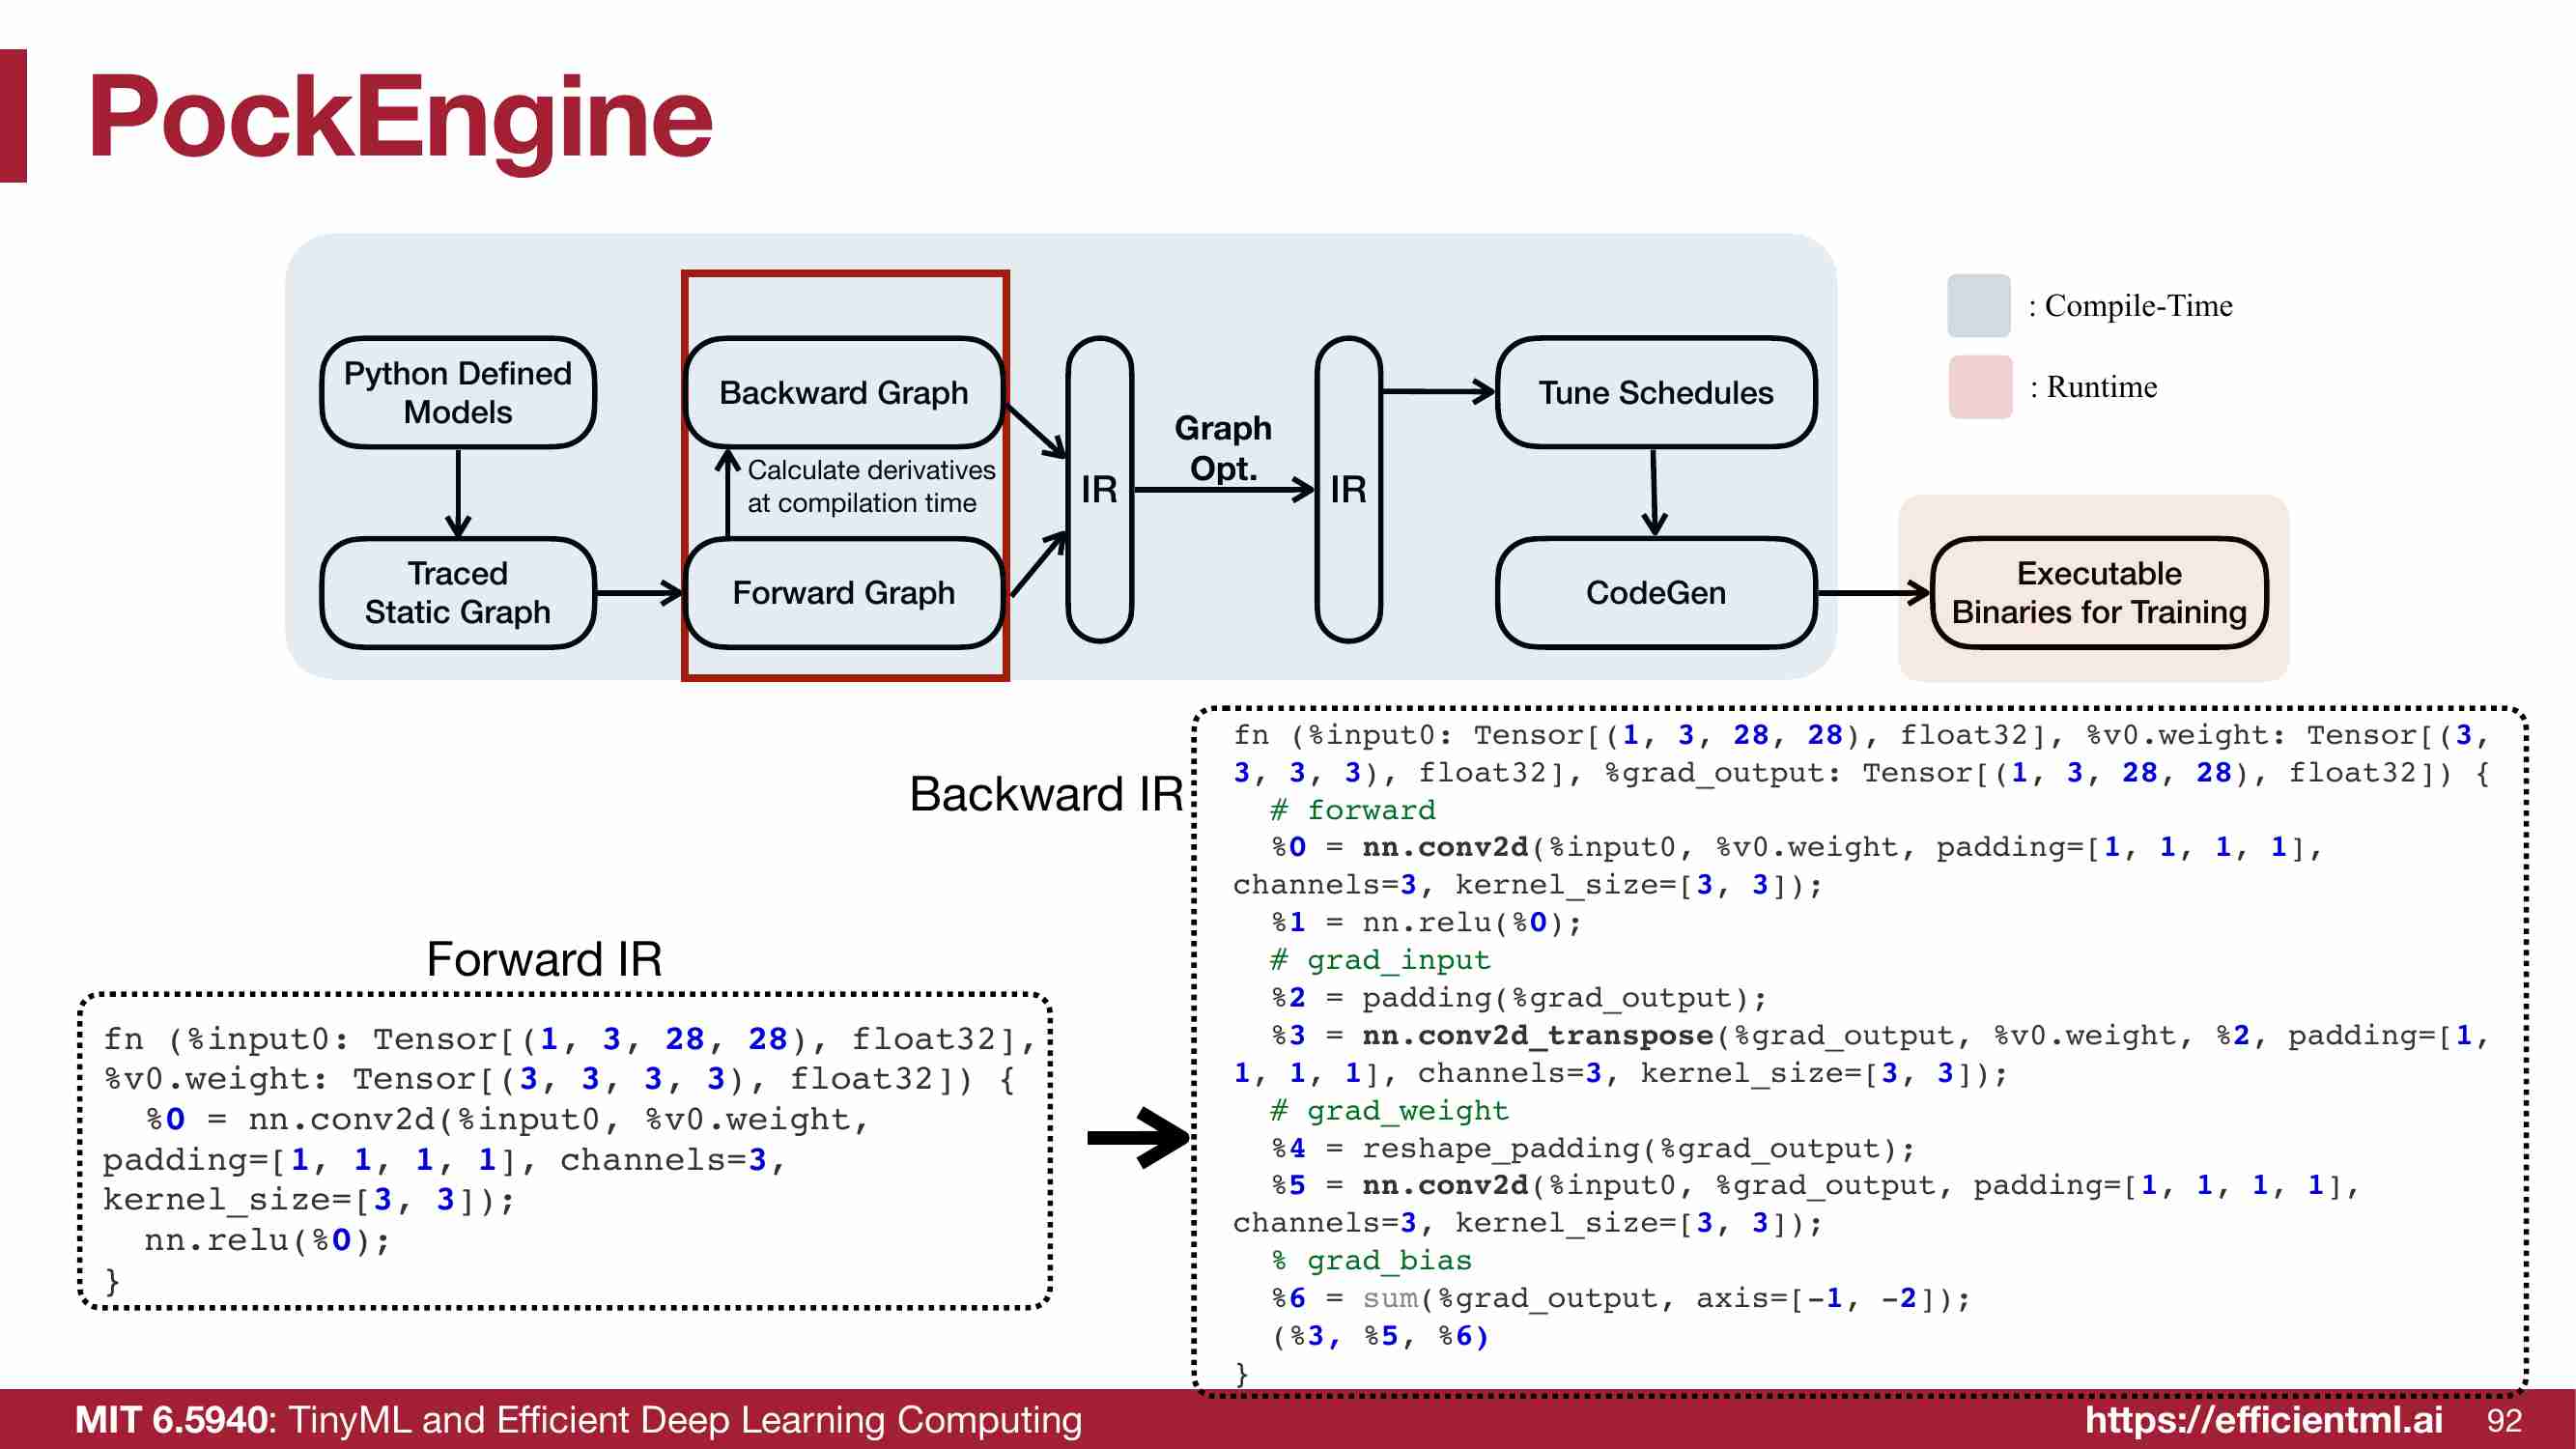 PockEngine
Python Defined
Models
Traced
Static Graph
Backward Graph
Calculate derivatives
at compilation time
Forward Graph
IR
Graph
Opt.
IR
Tune Schedules
CodeGen
Executable
Binaries for Training
: Compile-Time
: Runtime
Forward IR
fn (%input0: Tensor[(1, 3, 28, 28), float32],
%v0.weight: Tensor[(3, 3, 3, 3), float32]) {
  %0 = nn.conv2d(%input0, %v0.weight,
padding=[1, 1, 1, 1], channels=3,
kernel_size=[3, 3]);
  nn.relu(%0);
}
Backward IR
fn (%input0: Tensor[(1, 3, 28, 28), float32], %v0.weight: Tensor[(3,
3, 3, 3), float32], %grad_output: Tensor[(1, 3, 28, 28), float32]) {
  # forward
  %0 = nn.conv2d(%input0, %v0.weight, padding=[1, 1, 1, 1],
channels=3, kernel_size=[3, 3]);
  %1 = nn.relu(%0);
  # grad_input
  %2 = padding(%grad_output);
  %3 = nn.conv2d_transpose(%grad_output, %v0.weight, %2, padding=[1,
1, 1, 1], channels=3, kernel_size=[3, 3]);
  # grad_weight
  %4 = reshape_padding(%grad_output);
  %5 = nn.conv2d(%input0, %grad_output, padding=[1, 1, 1, 1],
channels=3, kernel_size=[3, 3]);
  % grad_bias
  %6 = sum(%grad_output, axis=[-1, -2]);
  (%3, %5, %6)
}
MIT 6.5940: TinyML and Efficient Deep Learning Computing
https://efficientml.ai
92